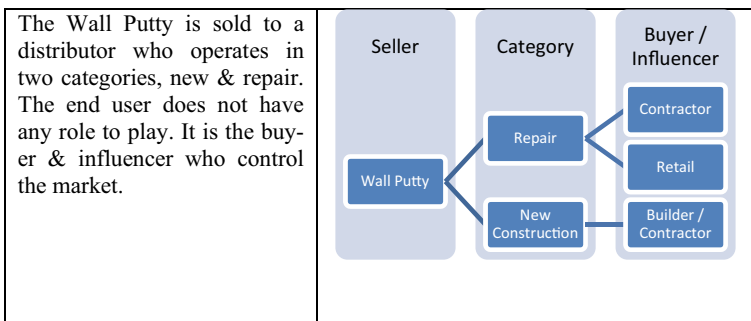 The Wall Putty is sold to a
distributor who operates in
two categories, new & repair.
The end user does not have
any role to play. It is the buy-
er & influencer who control
the market.
Seller
Category
Buyer /
Influencer
Wall Putty
Repair
New
Construction
Contractor
Retail
Builder /
Contractor